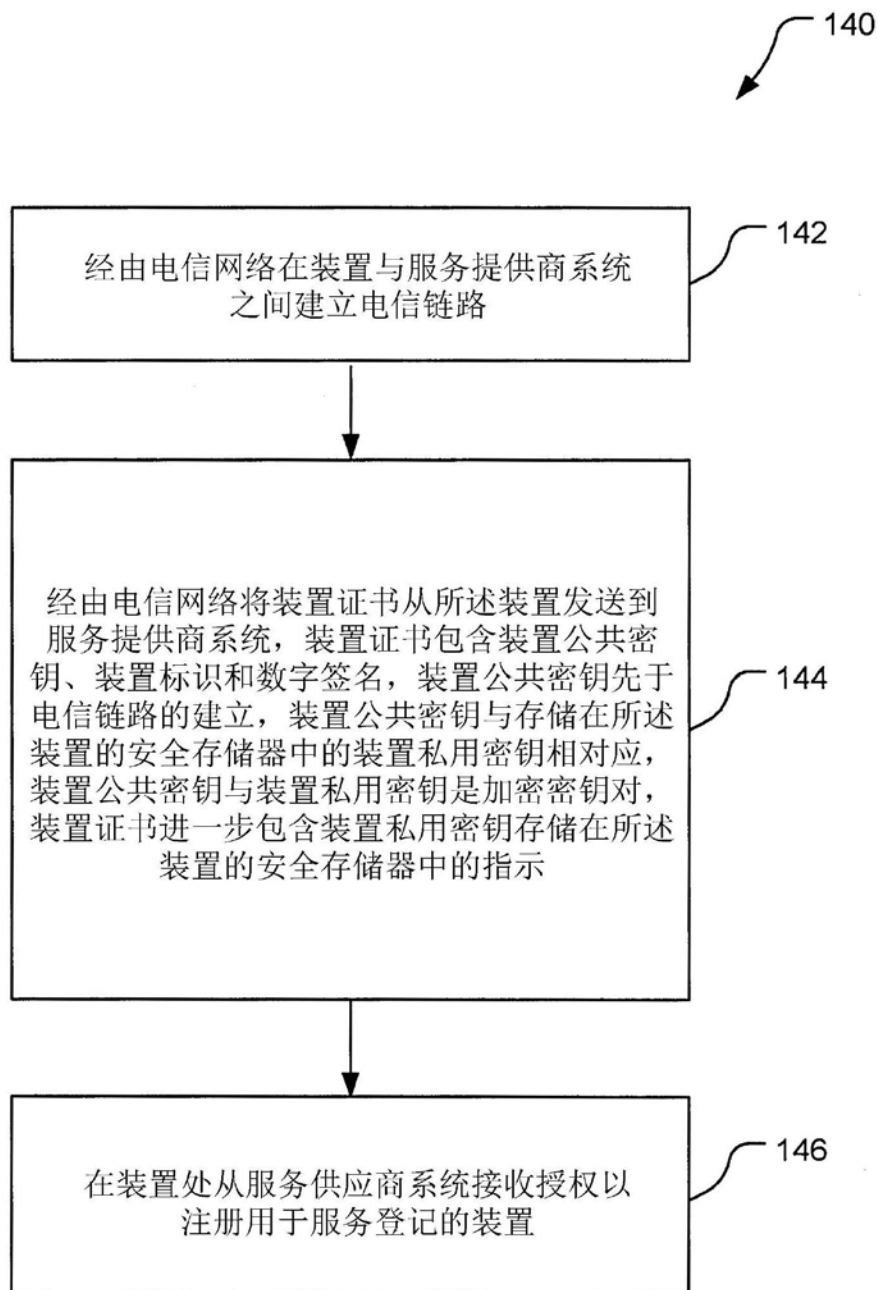 140
142
经由电信网络在装置与服务提供商系统
之间建立电信链路
经由电信网络将装置证书从所述装置发送到
服务提供商系统，装置证书包含装置公共密
钥、装置标识和数字签名，装置公共密钥先于
电信链路的建立，装置公共密钥与存储在所述
装置的安全存储器中的装置私用密钥相对应，
装置公共密钥与装置私用密钥是加密密钥对，
装置证书进一步包含装置私用密钥存储在所述
装置的安全存储器中的指示
144
146
在装置处从服务供应商系统接收授权以
注册用于服务登记的装置